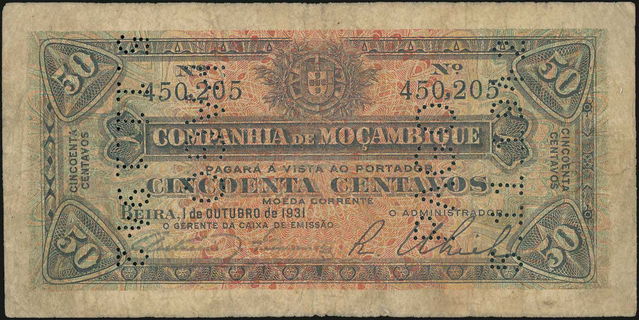 50 50
Nº Nº
450,205 450,205
COMPANHIA DE MOÇAMBIQUE
CINCOENTA CENTAVOS
CINCOENTA CENTAVOS
PAGARÁ À VISTA AO PORTADOR
CINCOENTA CENTAVOS
MOEDA CORRENTE
BEIRA, 1 de OUTUBRO de 1931
O ADMINISTRADOR
O GERENTE DA CAIXA DE EMISSÃO
50 50